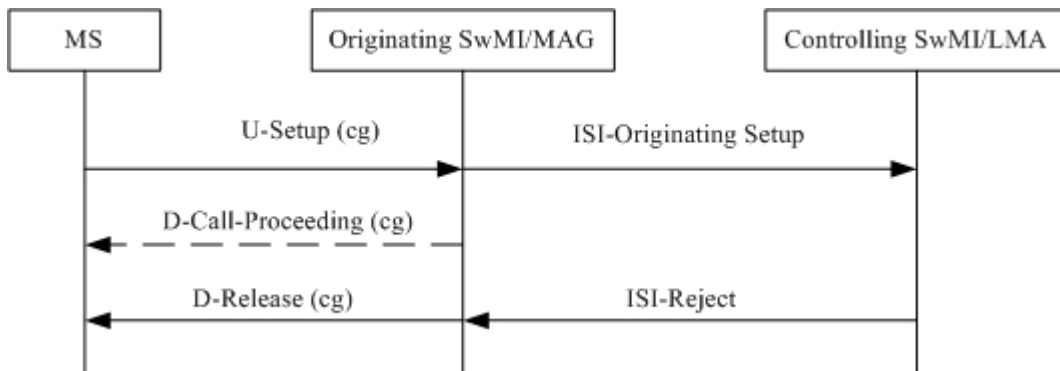 MS
Originating SwMI/MAG
Controlling SwMI/LMA
U-Setup (cg)
ISI-Originating Setup
D-Call-Proceeding (cg)
D-Release (cg)
ISI-Reject